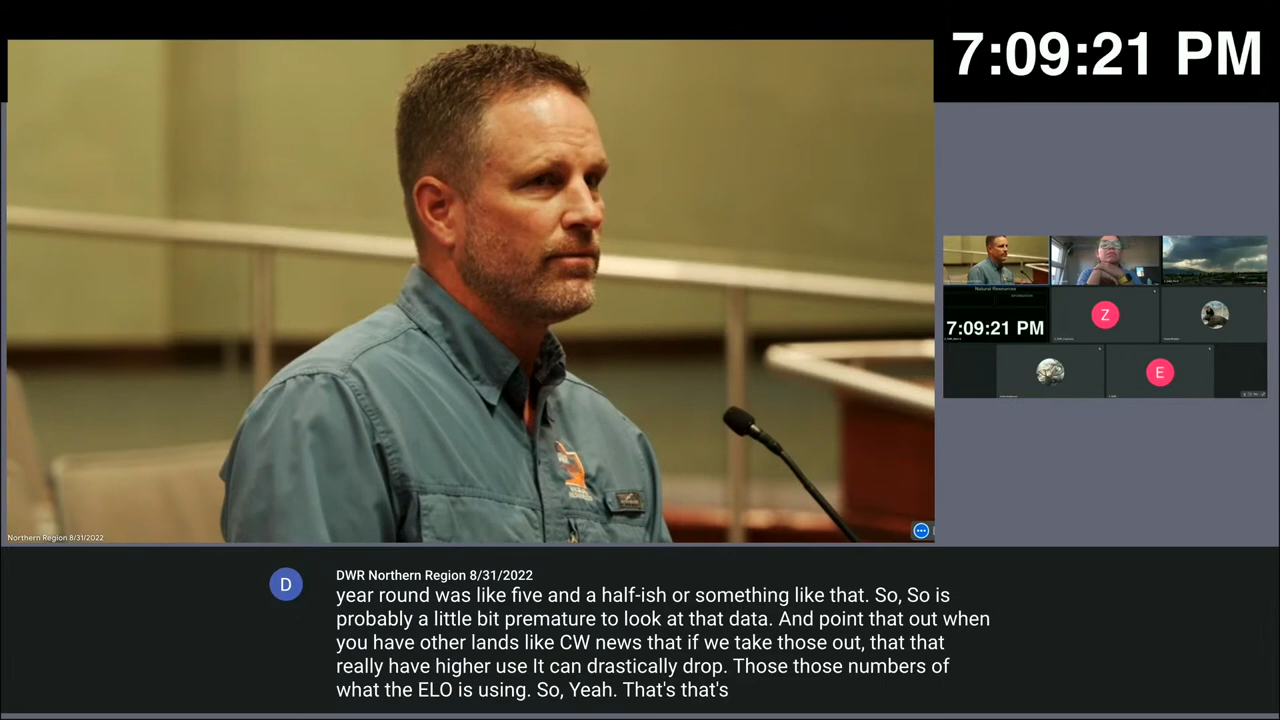 7:09:21 PM
Northern Region 8/31/2022
Natural Resources
INFORMATION
7:09:21 PM
Z
E
D
DWR Northern Region 8/31/2022
year round was like five and a half-ish or something like that. So, So is
probably a little bit premature to look at that data. And point that out when
you have other lands like CW news that if we take those out, that that
really have higher use It can drastically drop. Those those numbers of
what the ELO is using. So, Yeah. That's that's